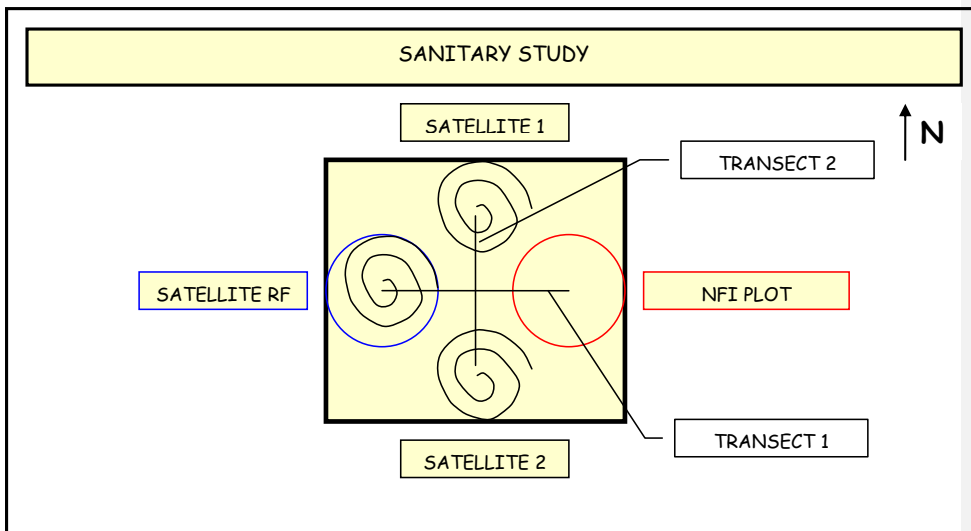 SANITARY STUDY
SATELLITE 1
N
TRANSECT 2
SATELLITE RF
NFI PLOT
TRANSECT 1
SATELLITE 2